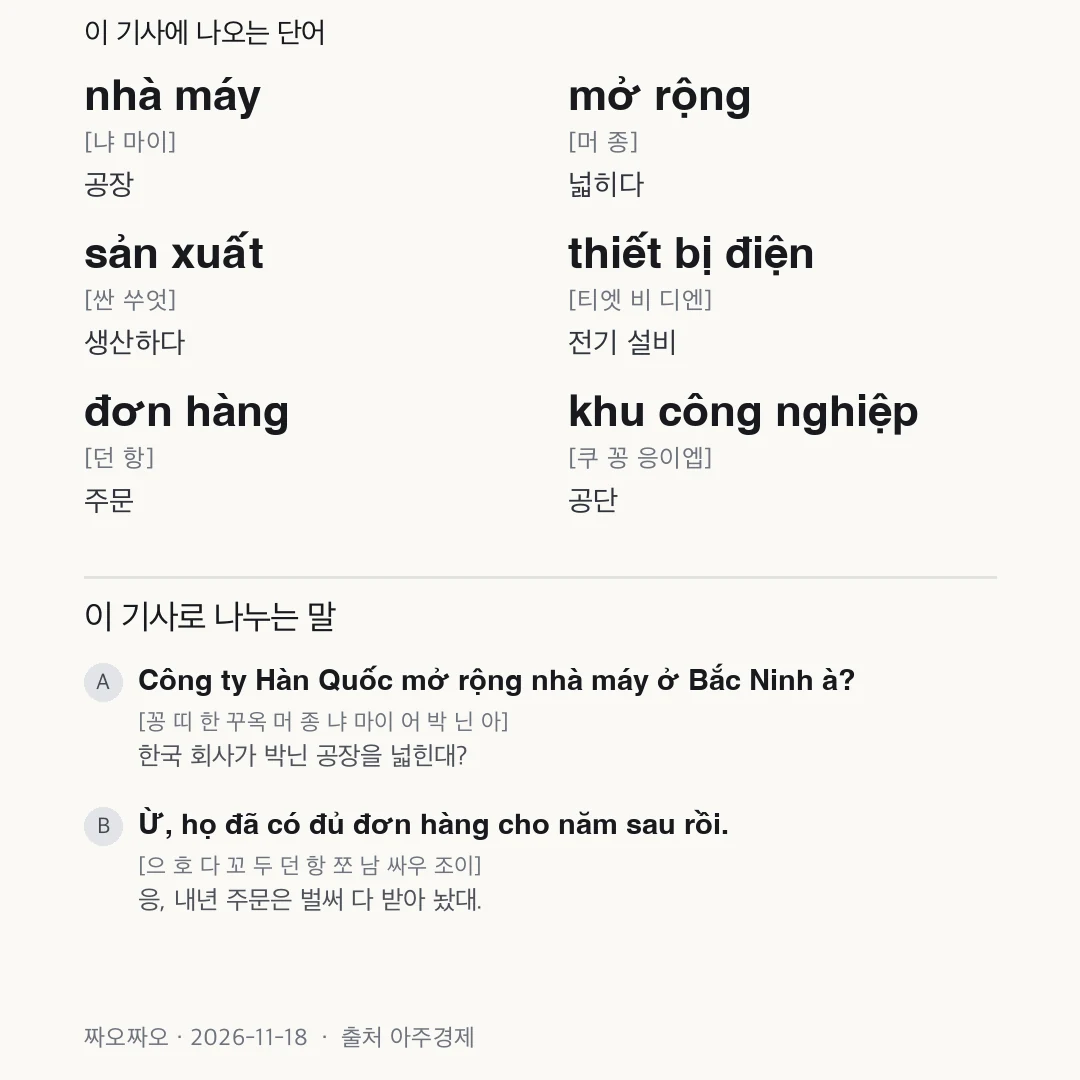 이 기사에 나오는 단어
nhà máy
[냐 마이]
공장
mở rộng
[머 종]
넓히다
sản xuất
[싼 쑤엇]
생산하다
thiết bị điện
[티엣 비 디엔]
전기 설비
đơn hàng
[던 항]
주문
khu công nghiệp
[쿠 꽁 응이엡]
공단
이 기사로 나누는 말
A Công ty Hàn Quốc mở rộng nhà máy ở Bắc Ninh à?
[꽁 띠 한 꾸옥 머 종 냐 마이 어 박 닌 아]
한국 회사가 박닌 공장을 넓힌대?
B Ừ, họ đã có đủ đơn hàng cho năm sau rồi.
[으 호 다 꼬 두 던 항 쪼 남 싸우 조이]
응, 내년 주문은 벌써 다 받아 놨대.
짜오짜오 · 2026-11-18 · 출처 아주경제